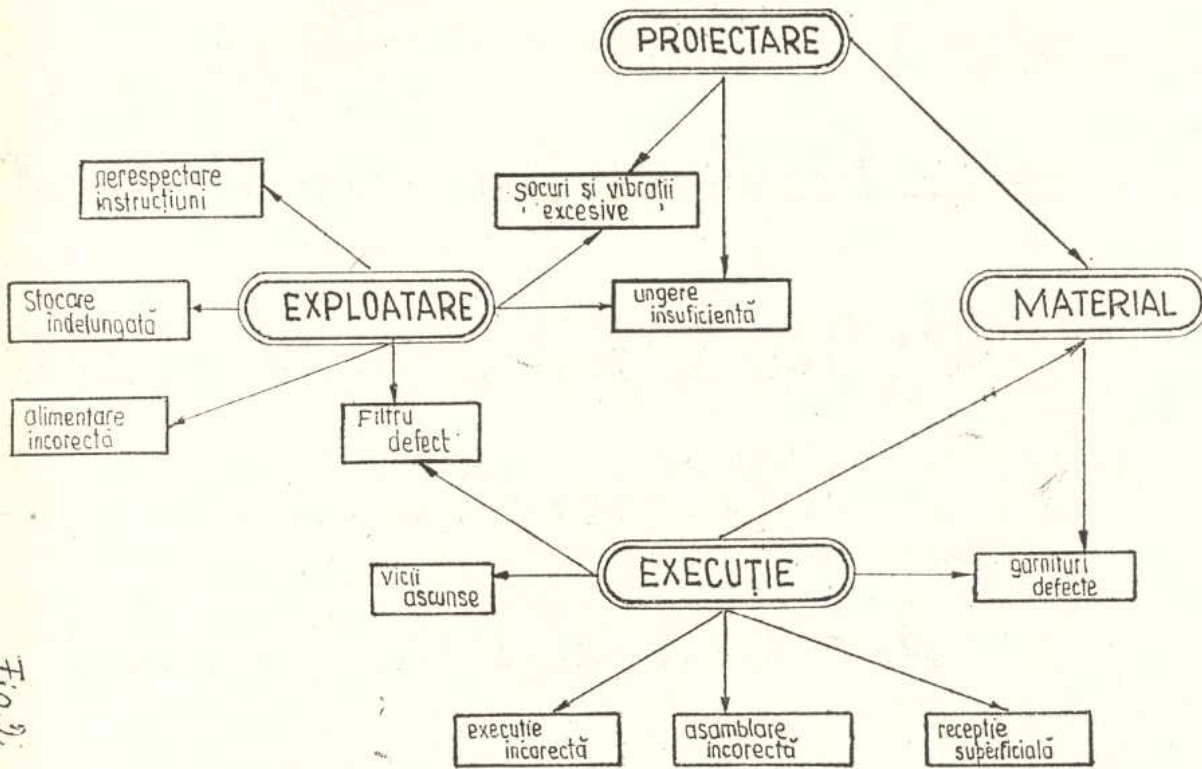 PROIECTARE
nerespectare
instrucțiuni
Șocuri și vibrații
excesive
Stocare
îndelungată
EXPLOATARE
ungere
insuficientă
MATERIAL
alimentare
incorectă
Filtru
defect
vicii
ascunse
EXECUȚIE
garnituri
defecte
execuție
incorectă
asamblare
incorectă
recepție
superficială